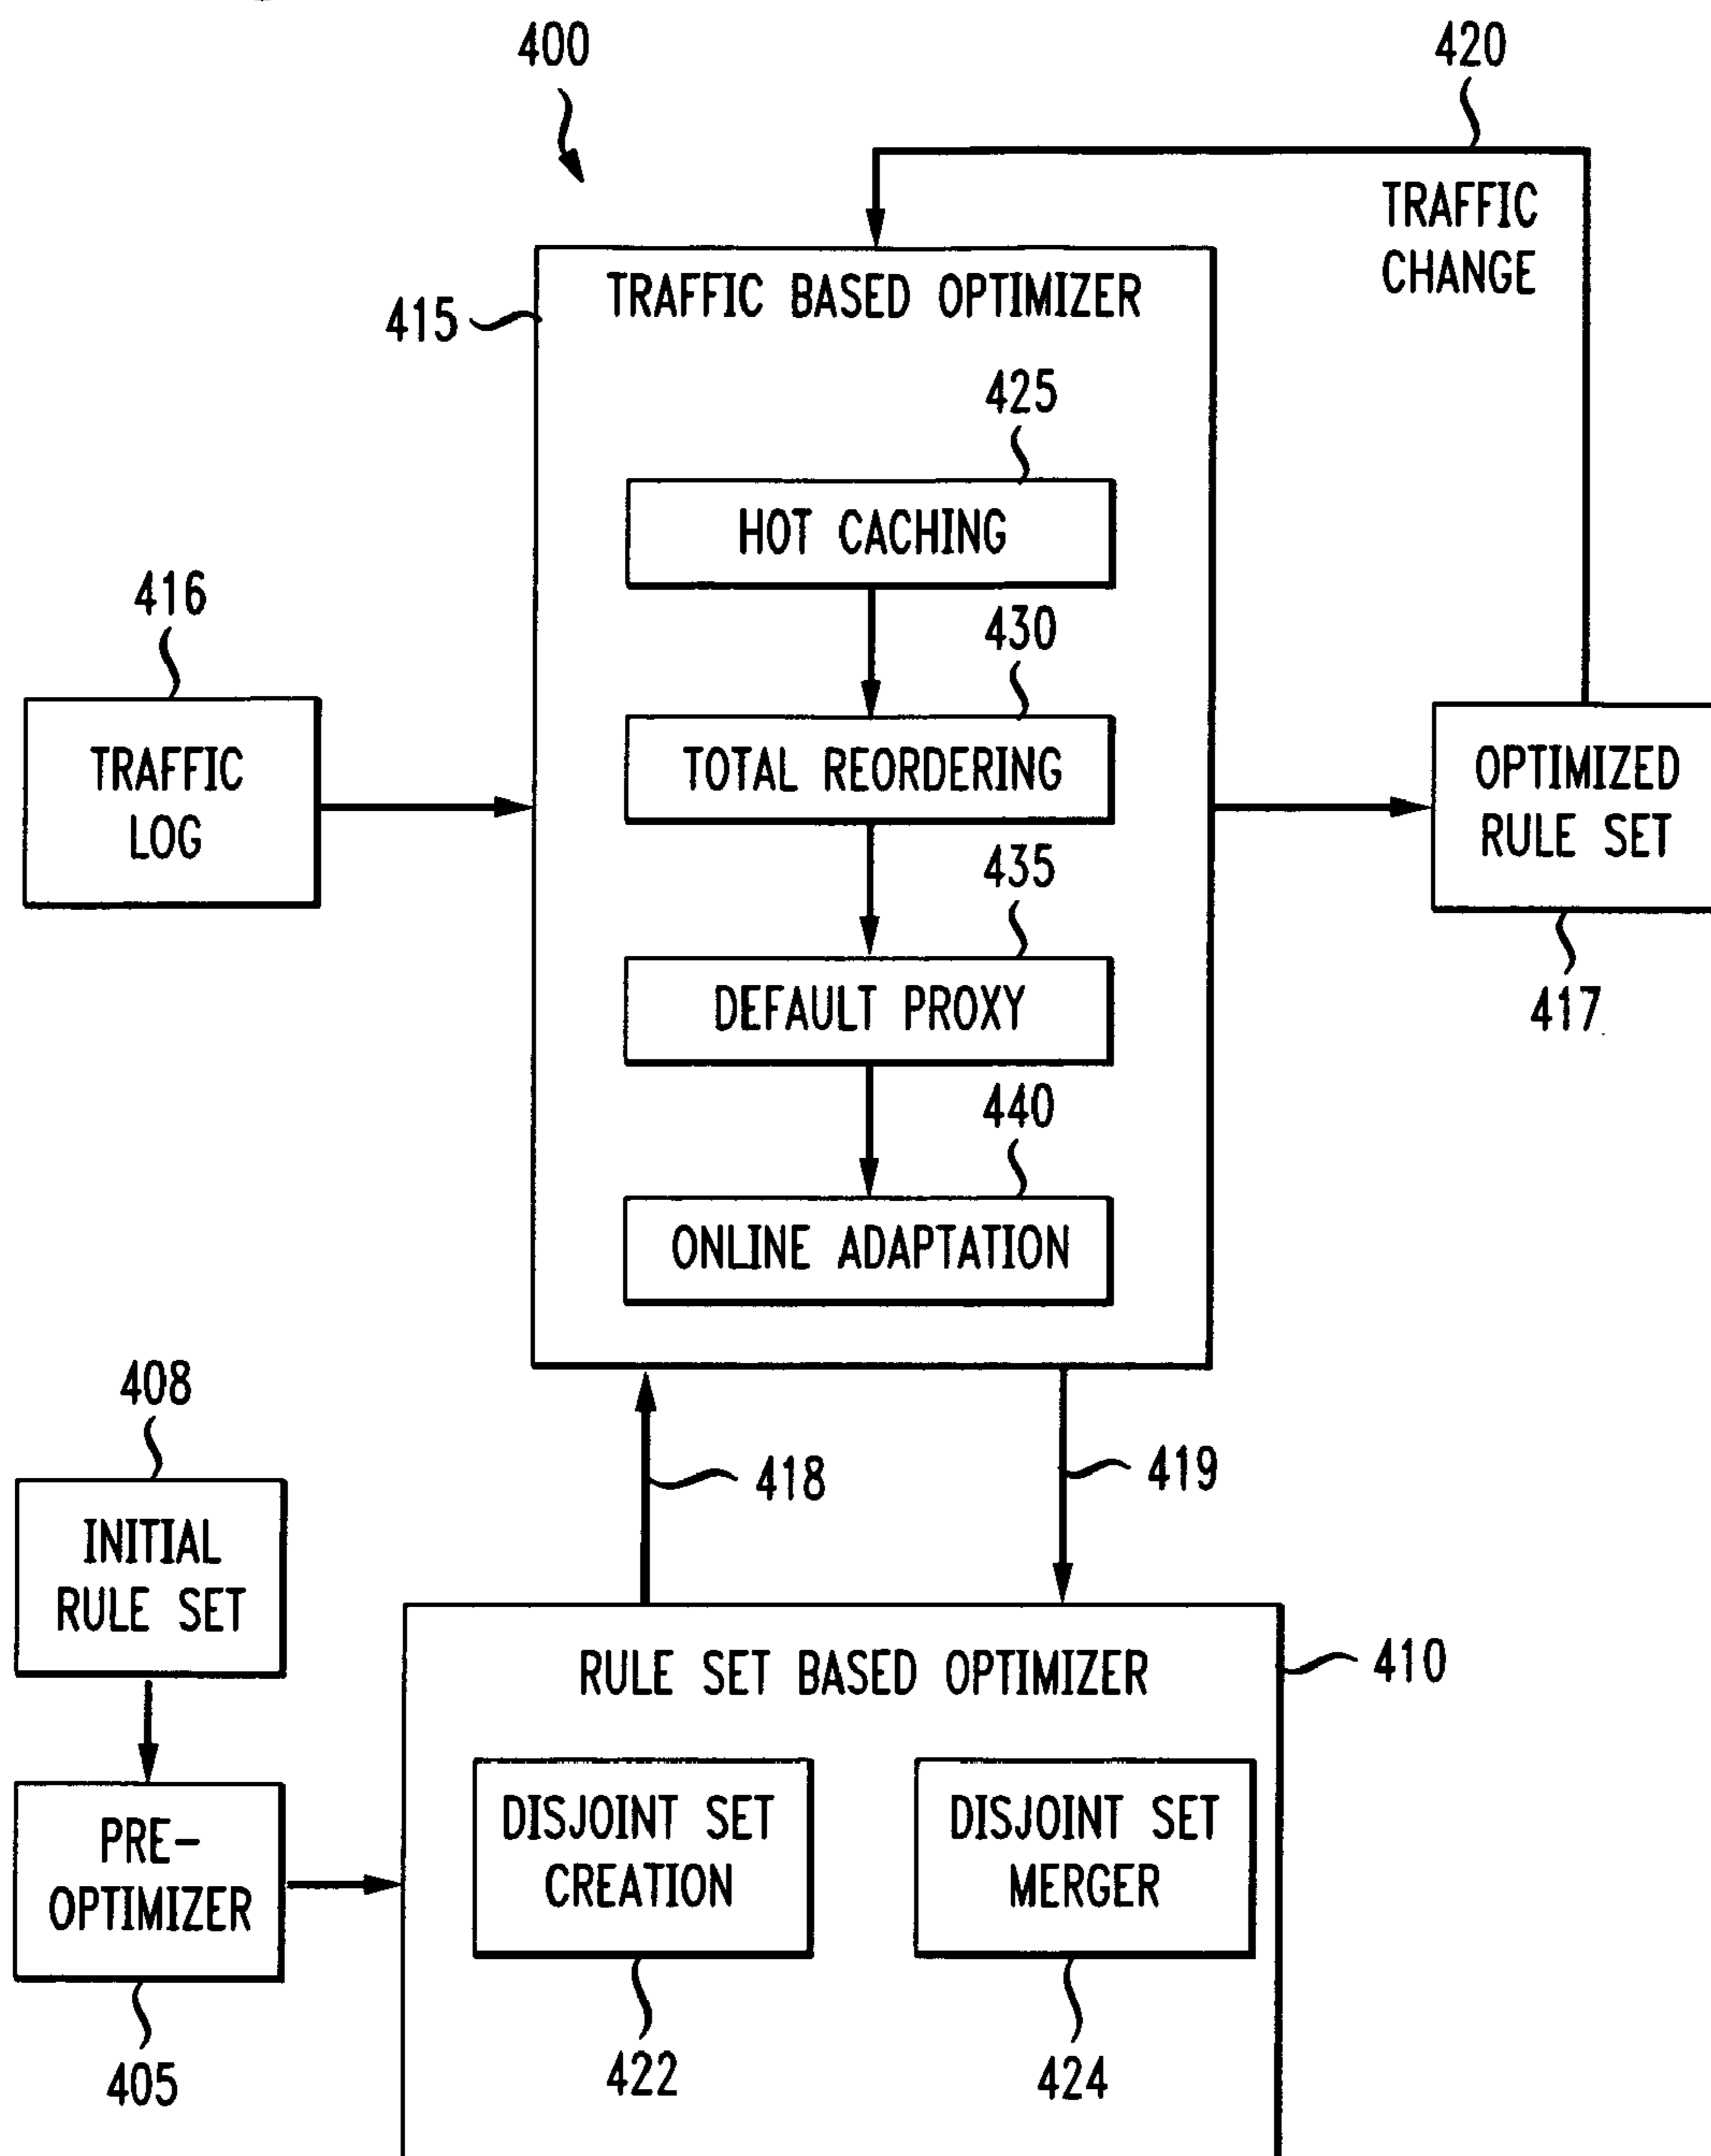 400
420
TRAFFIC
CHANGE
TRAFFIC BASED OPTIMIZER
415
425
HOT CACHING
416
430
TRAFFIC
LOG
TOTAL REORDERING
OPTIMIZED
RULE SET
435
417
DEFAULT PROXY
440
ONLINE ADAPTATION
408
418
419
INITIAL
RULE SET
RULE SET BASED OPTIMIZER
410
PRE-
OPTIMIZER
DISJOINT SET
CREATION
DISJOINT SET
MERGER
405
422
424